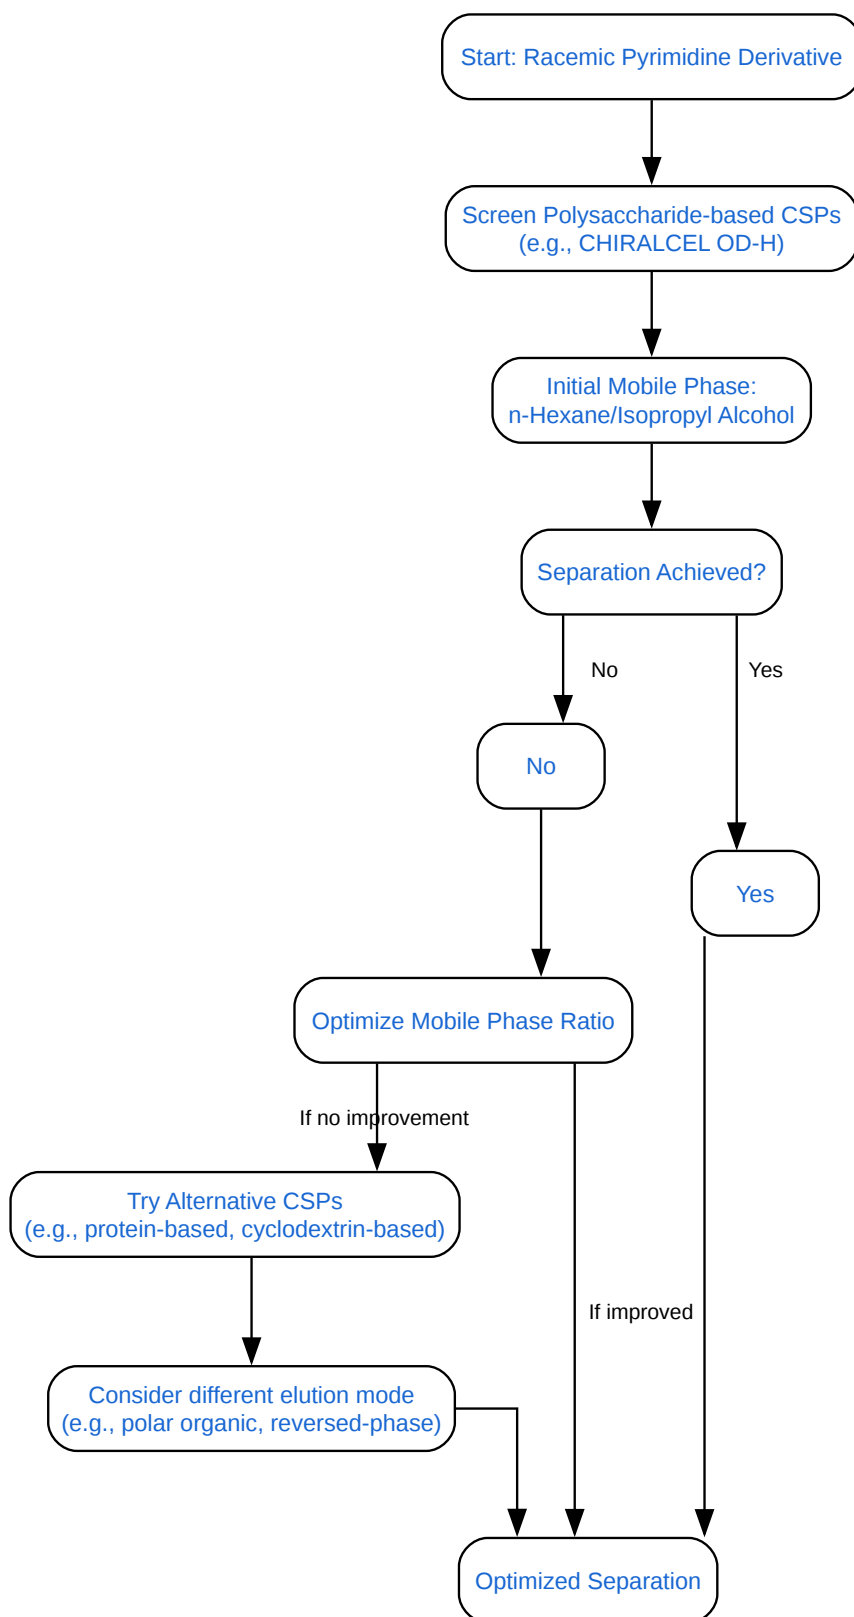 Start: Racemic Pyrimidine Derivative
Screen Polysaccharide-based CSPs
(e.g., CHIRALCEL OD-H)
Initial Mobile Phase:
n-Hexane/Isopropyl Alcohol
Separation Achieved?
No
Yes
No
Yes
Optimize Mobile Phase Ratio
If no improvement
Try Alternative CSPs
(e.g., protein-based, cyclodextrin-based)
If improved
Consider different elution mode
(e.g., polar organic, reversed-phase)
Optimized Separation